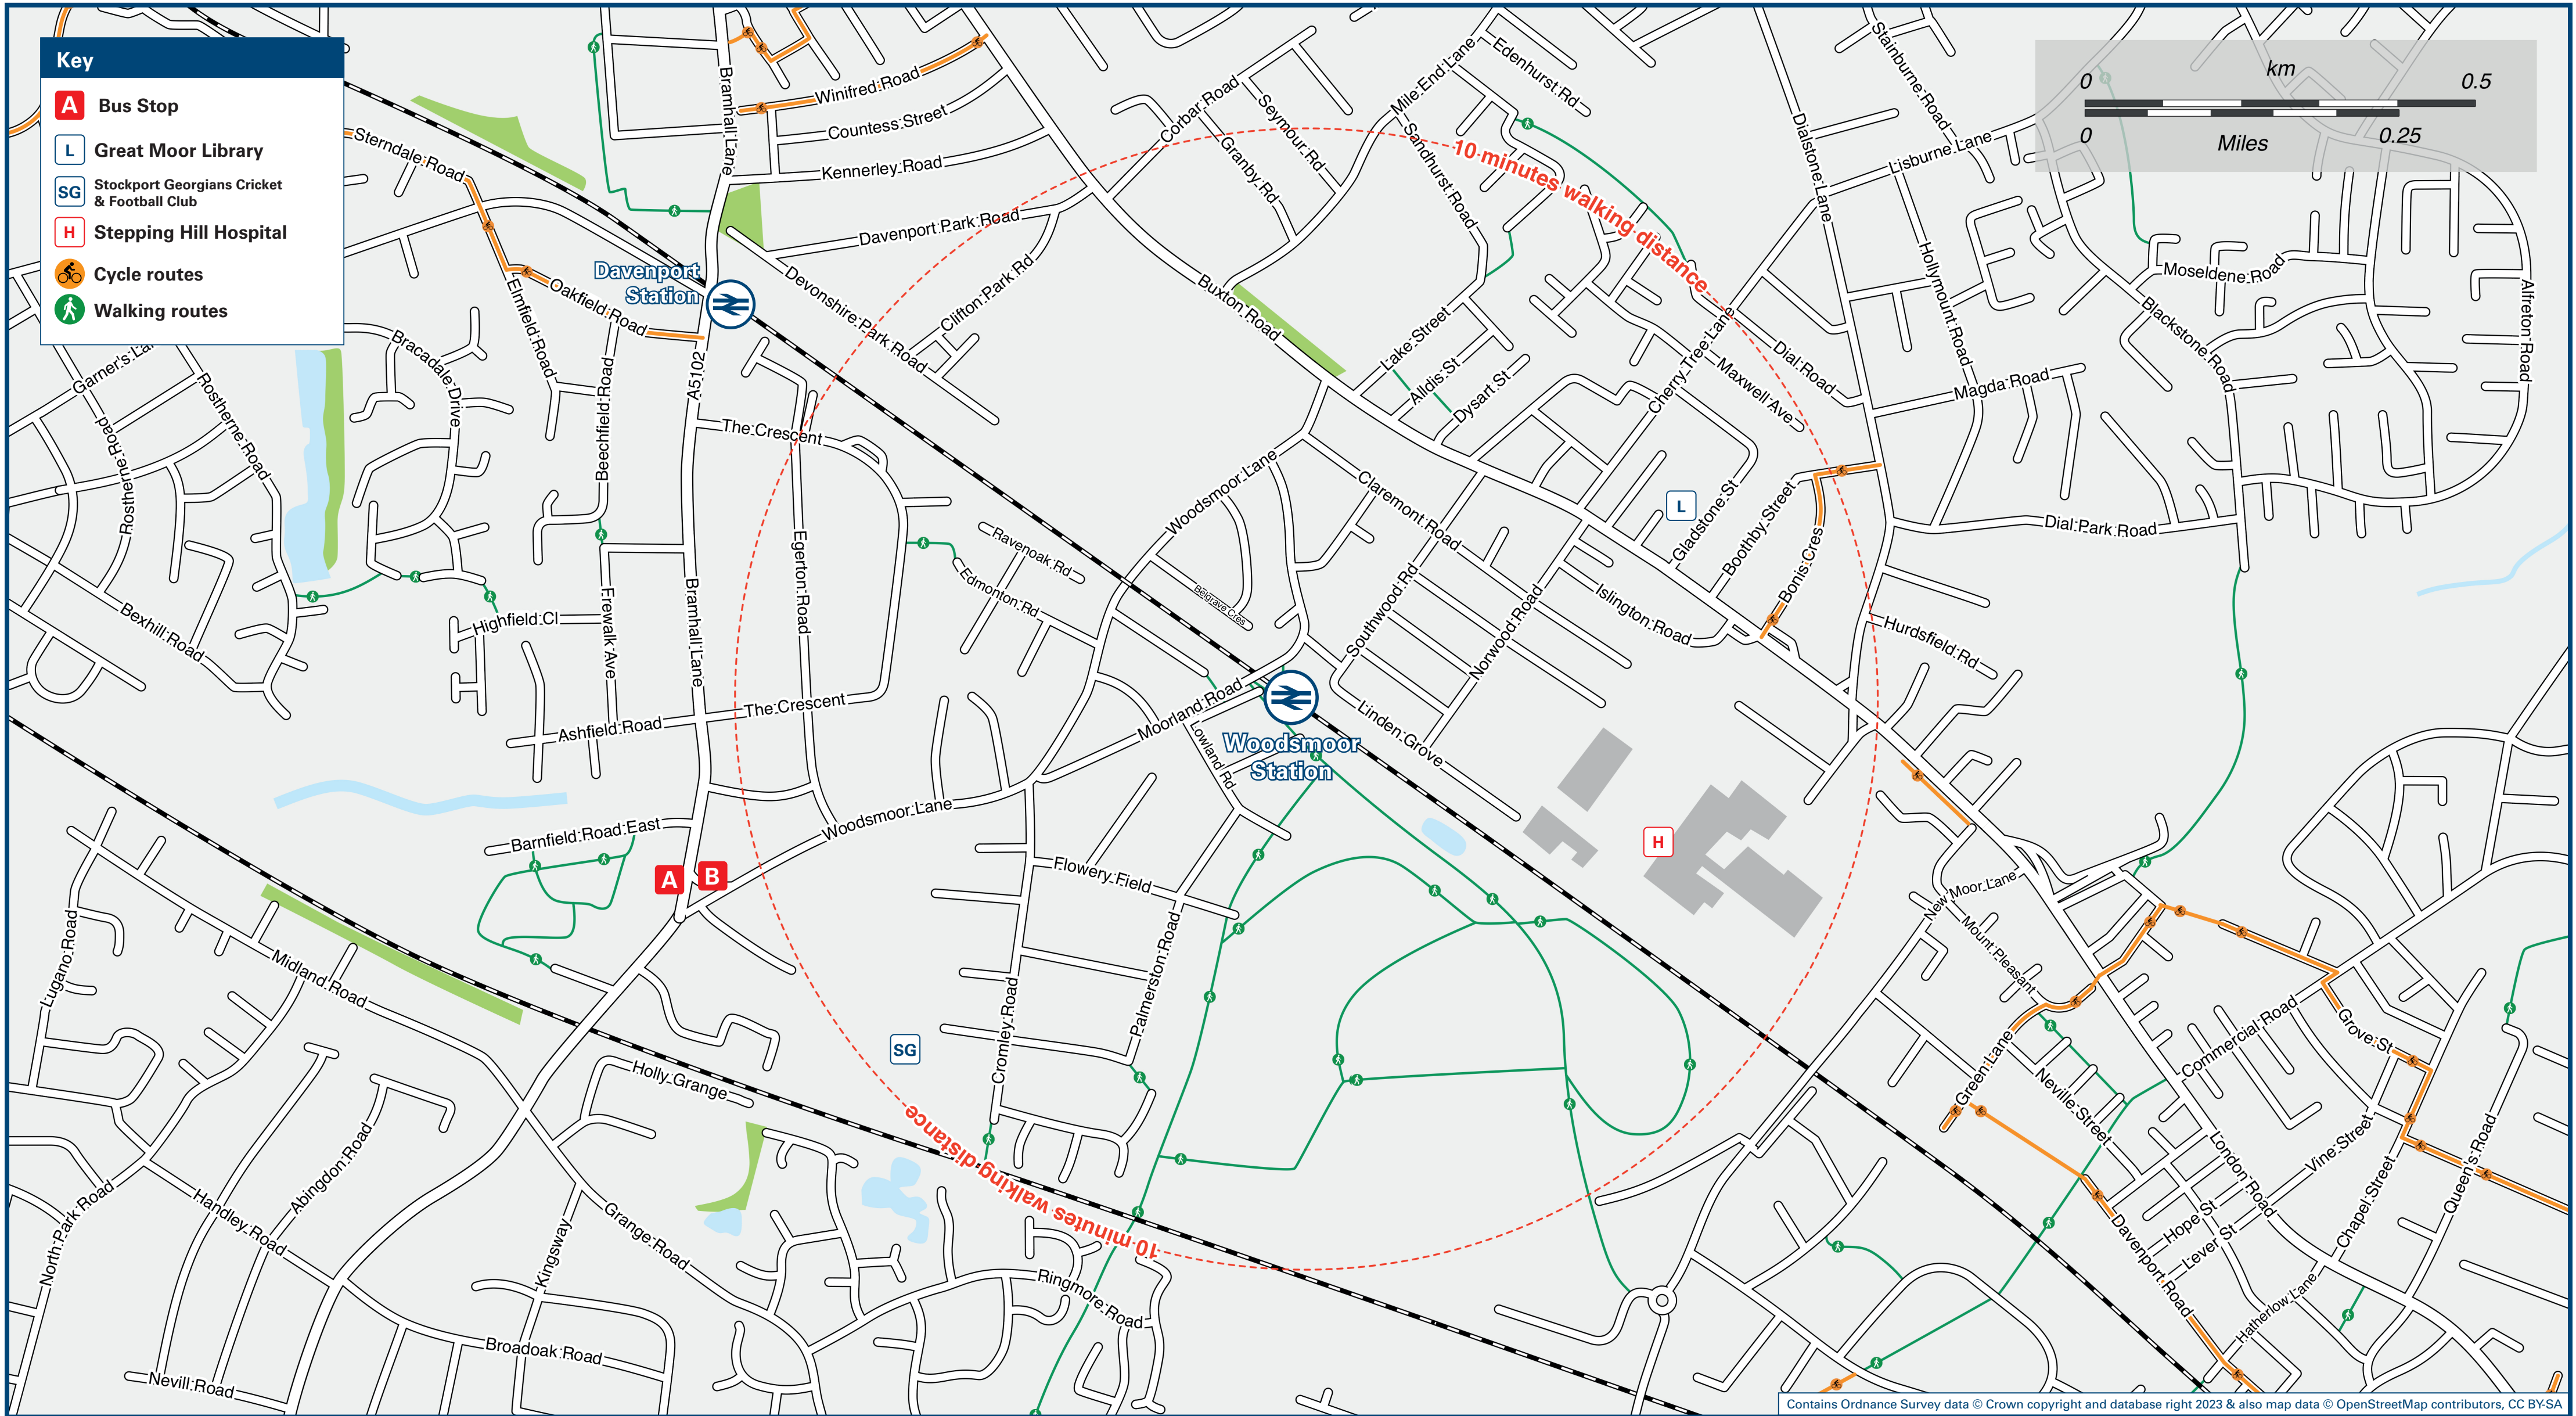 Key
A Bus Stop
L Great Moor Library
SG Stockport Georgians Cricket
& Football Club
H Stepping Hill Hospital
Cycle routes
Walking routes
km
0 0.5
0 0.25
Miles
Stainburne Road
Edenhurst Rd
Mile End Lane
Bramhall Lane
Winifred Road
Countess Street
Kennerley Road
Corbar Road
Seymour Rd
Granby Rd
Sandhurst Road
10 minutes walking distance
Dialstone Lane
Lisburne Lane
Sterndale Road
Davenport Park Road
Clifton Park Rd
Devonshire Park Road
Davenport
Station
Oakfield Road
Elmfield Road
Buxton Road
Hollymount Road
Moseldene Road
Blackstone Road
Alfreton Road
Garner's La
Bracadale Drive
Rostherne Road
Rostherne Road
Beechfield Road
A5102
The Crescent
Lake Street
Alldis St
Dysart St
Cherry Tree Lane
Dial Road
Maxwell Ave
Magda Road
Woodsmoor Lane
Claremont Road
L
Gladstone St
Boothby Street
Bonis Cres
Dial Park Road
Egerton Road
Ravenoak Rd
Edmonton Rd
Belgrave Cres
Southwood Rd
Norwood Road
Islington Road
Hurdsfield Rd
Bexhill Road
Highfield Cl
Frewalk Ave
Bramhall Lane
Ashfield Road
The Crescent
Moorland Road
Lowland Rd
Woodsmoor
Station
Linden Grove
Woodsmoor Lane
Barnfield Road East
A
B
H
Flowery Field
New Moor Lane
Mount Pleasant
Lugano Road
Midland Road
Palmerston Road
Cromley Road
SG
Holly Grange
Green Lane
Neville Street
Commercial Road
Grove St
London Road
Vine Street
Chapel Street
Queen's Road
Hope St
Lever St
Davenport Road
Hatherlow Lane
10 minutes walking distance
North Park Road
Handley Road
Abingdon Road
Kingsway
Grange Road
Ringmore Road
Broadoak Road
Nevill Road
Contains Ordnance Survey data © Crown copyright and database right 2023 & also map data © OpenStreetMap contributors, CC BY-SA